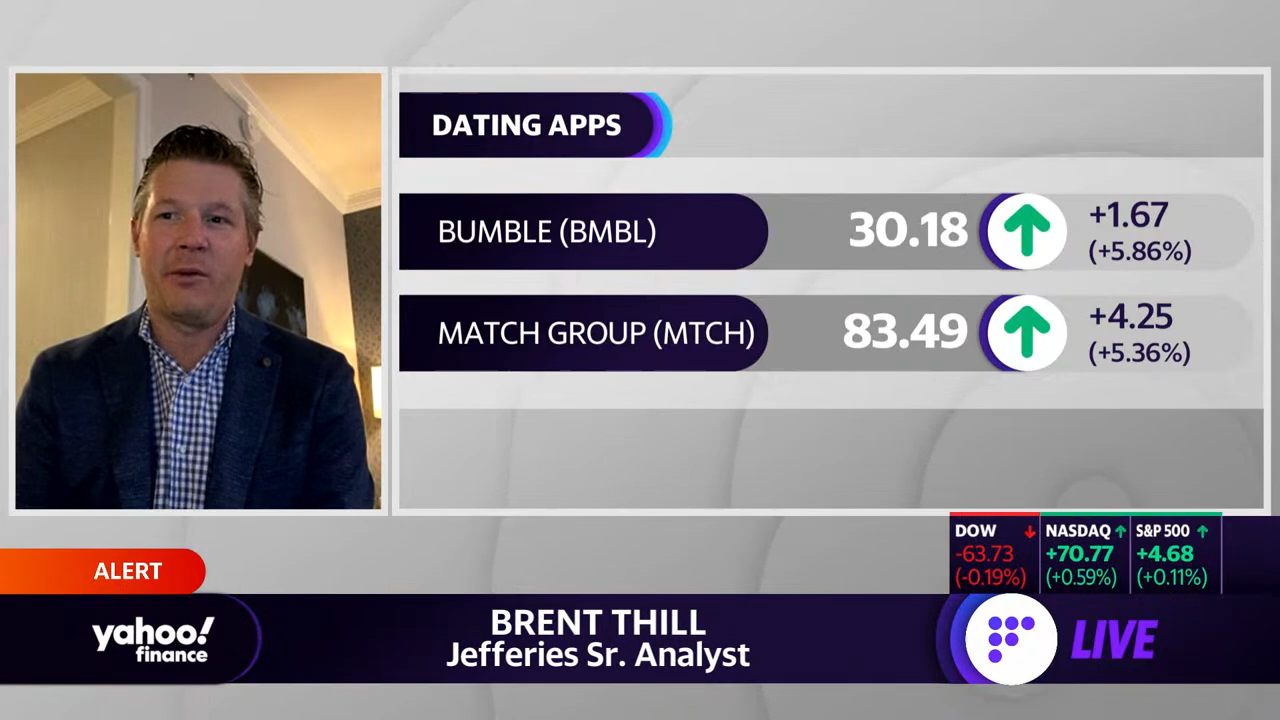 DATING APPS
BUMBLE (BMBL) 30.18 +1.67
(+5.86%)
MATCH GROUP (MTCH) 83.49 +4.25
(+5.36%)
DOW NASDAQ S&P 500
-63.73 +70.77 +4.68
(-0.19%) (+0.59%) (+0.11%)
ALERT
yahoo!
finance
BRENT THILL
Jefferies Sr. Analyst
LIVE